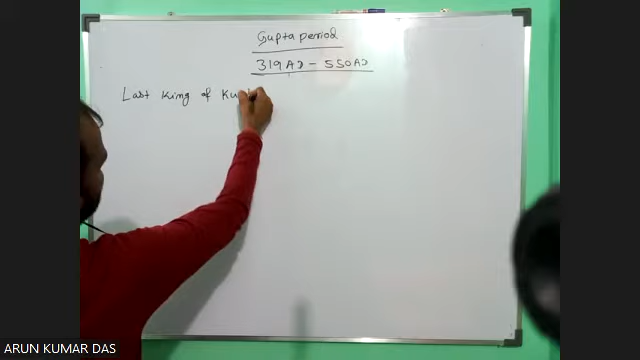 Gupta period
319AD - 550AD
Last King of Ku
ARUN KUMAR DAS